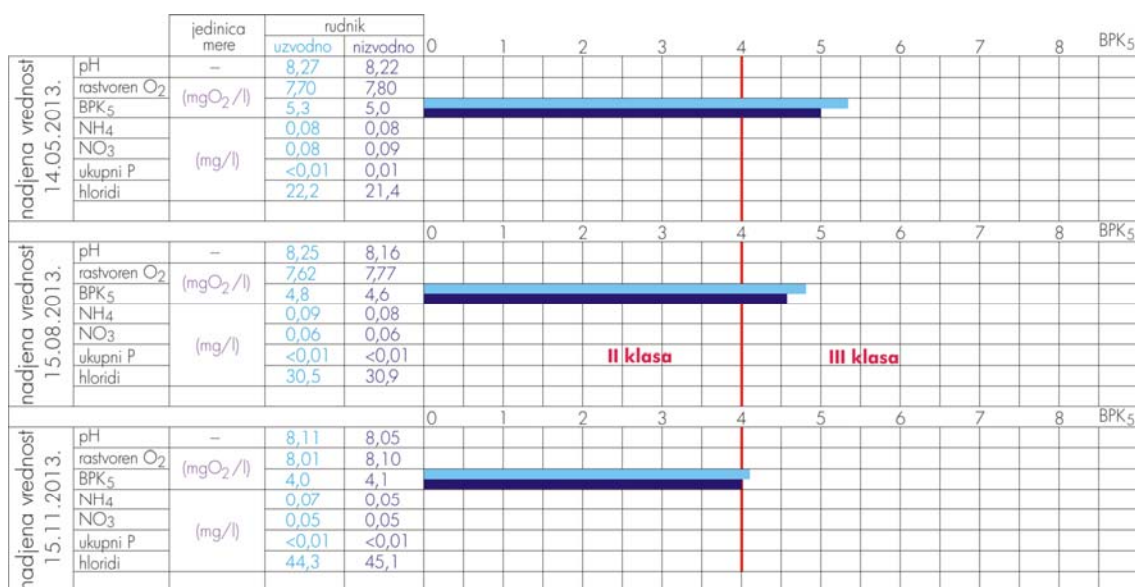 jedinica mere rudnik
uzvodno nizvodno 0 1 2 3 4 5 6 7 8 BPK5
nadjena vrednost 14.05.2013.
pH – 8,27 8,22
rastvoren O2 (mgO2/l) 7,70 7,80
BPK5 5,3 5,0
NH4 (mg/l) 0,08 0,08
NO3 0,08 0,09
ukupni P <0,01 0,01
hloridi 22,2 21,4
0 1 2 3 4 5 6 7 8 BPK5
nadjena vrednost 15.08.2013.
pH – 8,25 8,16
rastvoren O2 (mgO2/l) 7,62 7,77
BPK5 4,8 4,6
NH4 (mg/l) 0,09 0,08
NO3 0,06 0,06
ukupni P <0,01 <0,01 II klasa III klasa
hloridi 30,5 30,9
0 1 2 3 4 5 6 7 8 BPK5
nadjena vrednost 15.11.2013.
pH – 8,11 8,05
rastvoren O2 (mgO2/l) 8,01 8,10
BPK5 4,0 4,1
NH4 (mg/l) 0,07 0,05
NO3 0,05 0,05
ukupni P <0,01 <0,01
hloridi 44,3 45,1